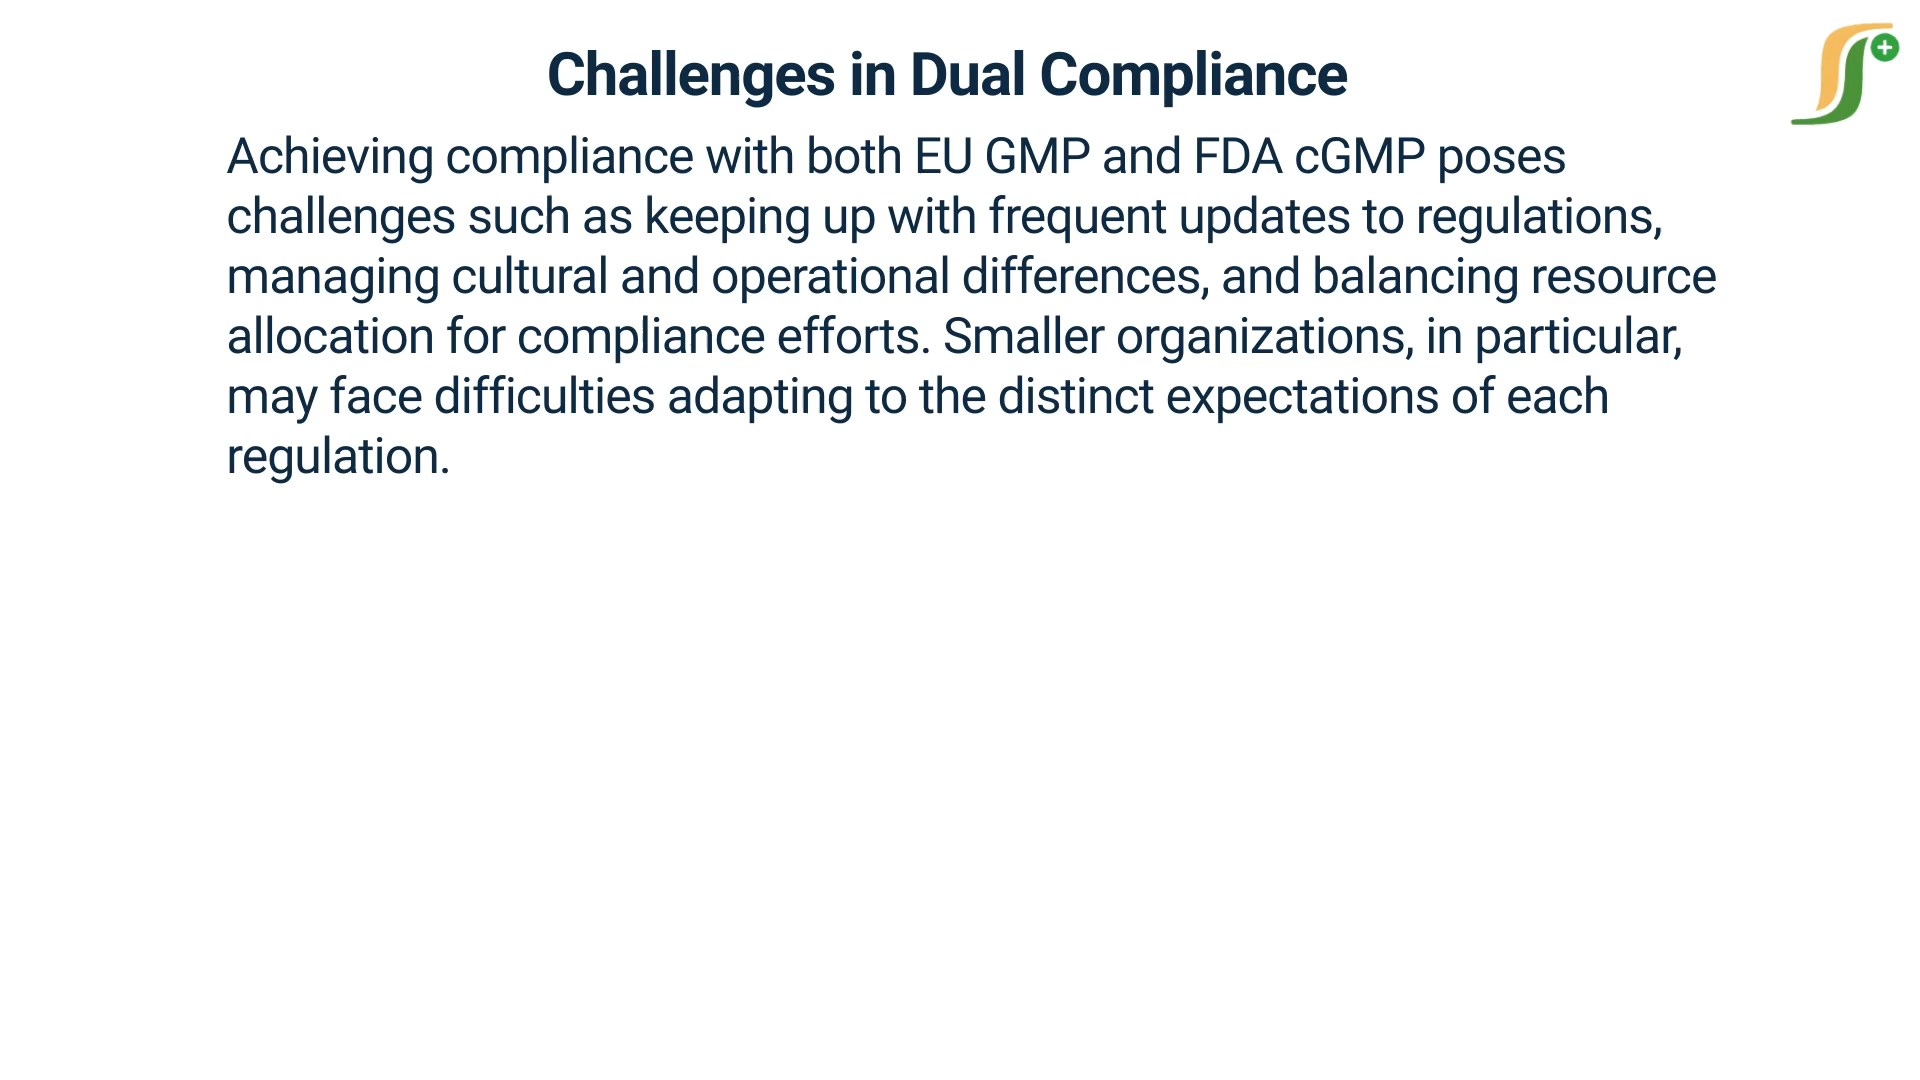 Challenges in Dual Compliance
Achieving compliance with both EU GMP and FDA cGMP poses
challenges such as keeping up with frequent updates to regulations,
managing cultural and operational differences, and balancing resource
allocation for compliance efforts. Smaller organizations, in particular,
may face difficulties adapting to the distinct expectations of each
regulation.